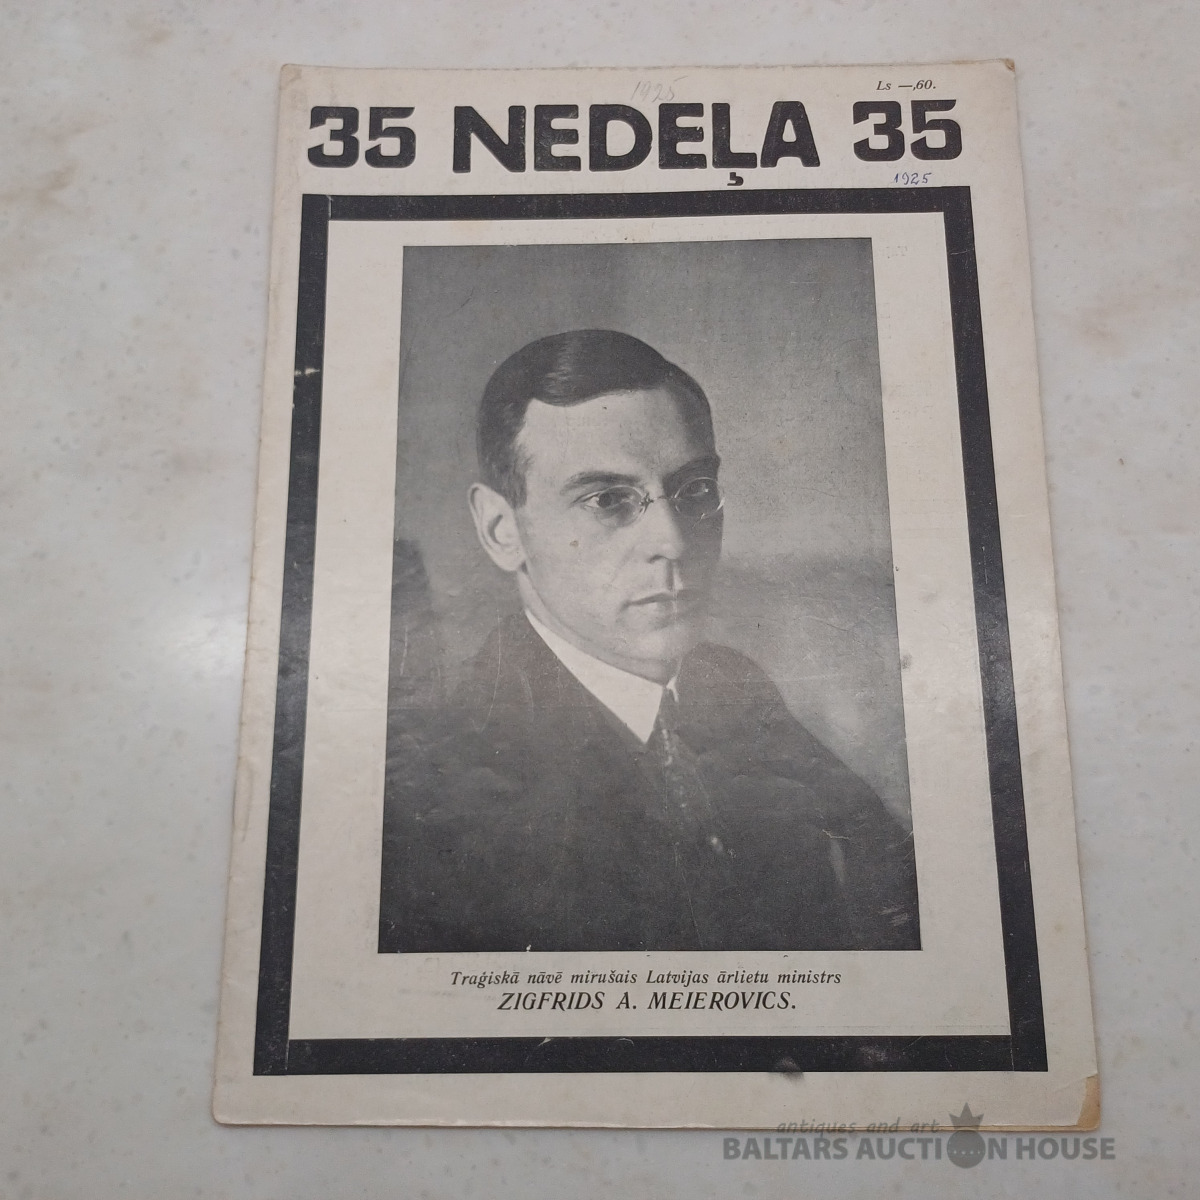 1925
Ls —,60.
35 NEDEĻA 35
1925
Traģiskā nāvē mirušais Latvijas ārlietu ministrs
ZIGFRIDS A. MEIEROVICS.
antiques and art
BALTARS AUCTION HOUSE